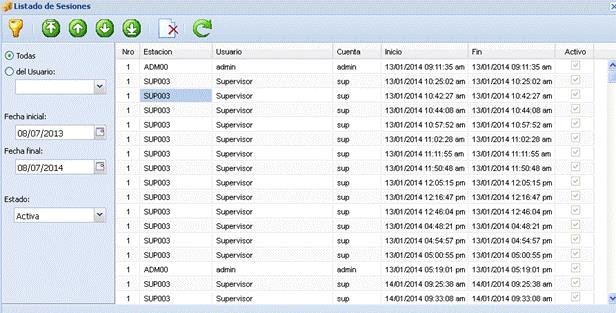 Listado de Sesiones
Todas
del Usuario:
Fecha inicial:
08/07/2013
Fecha final:
08/07/2014
Estado:
Activa
Nro Estacion Usuario Cuenta Inicio Fin Activo
1 ADM00 admin admin 13/01/2014 09:11:35 am 13/01/2014 09:11:35 am
1 SUP003 Supervisor sup 13/01/2014 10:25:02 am 13/01/2014 10:25:02 am
1 SUP003 Supervisor sup 13/01/2014 10:42:27 am 13/01/2014 10:42:27 am
1 SUP003 Supervisor sup 13/01/2014 10:44:08 am 13/01/2014 10:44:08 am
1 SUP003 Supervisor sup 13/01/2014 10:57:52 am 13/01/2014 10:57:52 am
1 SUP003 Supervisor sup 13/01/2014 11:02:28 am 13/01/2014 11:02:28 am
1 SUP003 Supervisor sup 13/01/2014 11:11:55 am 13/01/2014 11:11:55 am
1 SUP003 Supervisor sup 13/01/2014 11:50:48 am 13/01/2014 11:50:48 am
1 SUP003 Supervisor sup 13/01/2014 12:05:15 pm 13/01/2014 12:05:15 pm
1 SUP003 Supervisor sup 13/01/2014 12:16:47 pm 13/01/2014 12:16:47 pm
1 SUP003 Supervisor sup 13/01/2014 12:46:04 pm 13/01/2014 12:46:04 pm
1 SUP003 Supervisor sup 13/01/2014 04:48:21 pm 13/01/2014 04:48:21 pm
1 SUP003 Supervisor sup 13/01/2014 04:54:57 pm 13/01/2014 04:54:57 pm
1 SUP003 Supervisor sup 13/01/2014 05:00:55 pm 13/01/2014 05:00:55 pm
1 ADM00 admin admin 13/01/2014 05:19:01 pm 13/01/2014 05:19:01 pm
1 SUP003 Supervisor sup 14/01/2014 09:25:38 am 14/01/2014 09:25:38 am
1 SUP003 Supervisor sup 14/01/2014 09:33:08 am 14/01/2014 09:33:08 am